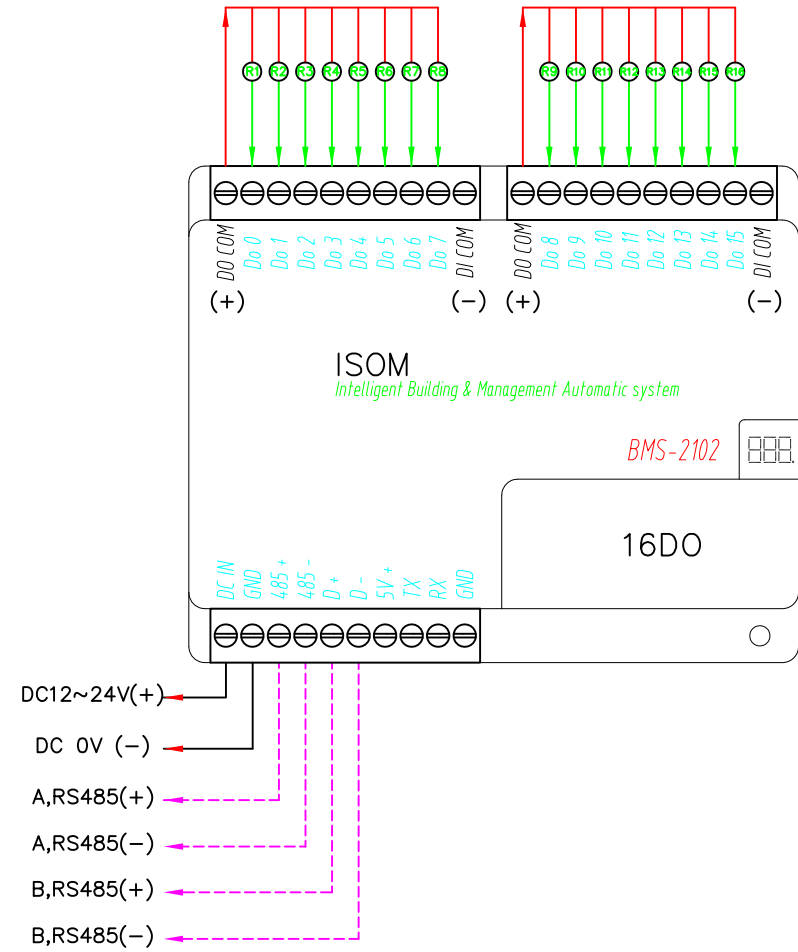 R1 R2 R3 R4 R5 R6 R7 R8 R9 R10 R11 R12 R13 R14 R15 R16
DO COM Do 0 Do 1 Do 2 Do 3 Do 4 Do 5 Do 6 Do 7 DI COM DO COM Do 8 Do 9 Do 10 Do 11 Do 12 Do 13 Do 14 Do 15 DI COM
(+) (-) (+) (-)
ISOM
Intelligent Building & Management Automatic system
BMS-2102 888.
16DO
DC IN GND 485 + 485 - D + D - 5V + TX RX GND
DC12~24V(+)
DC 0V (-)
A,RS485(+)
A,RS485(-)
B,RS485(+)
B,RS485(-)